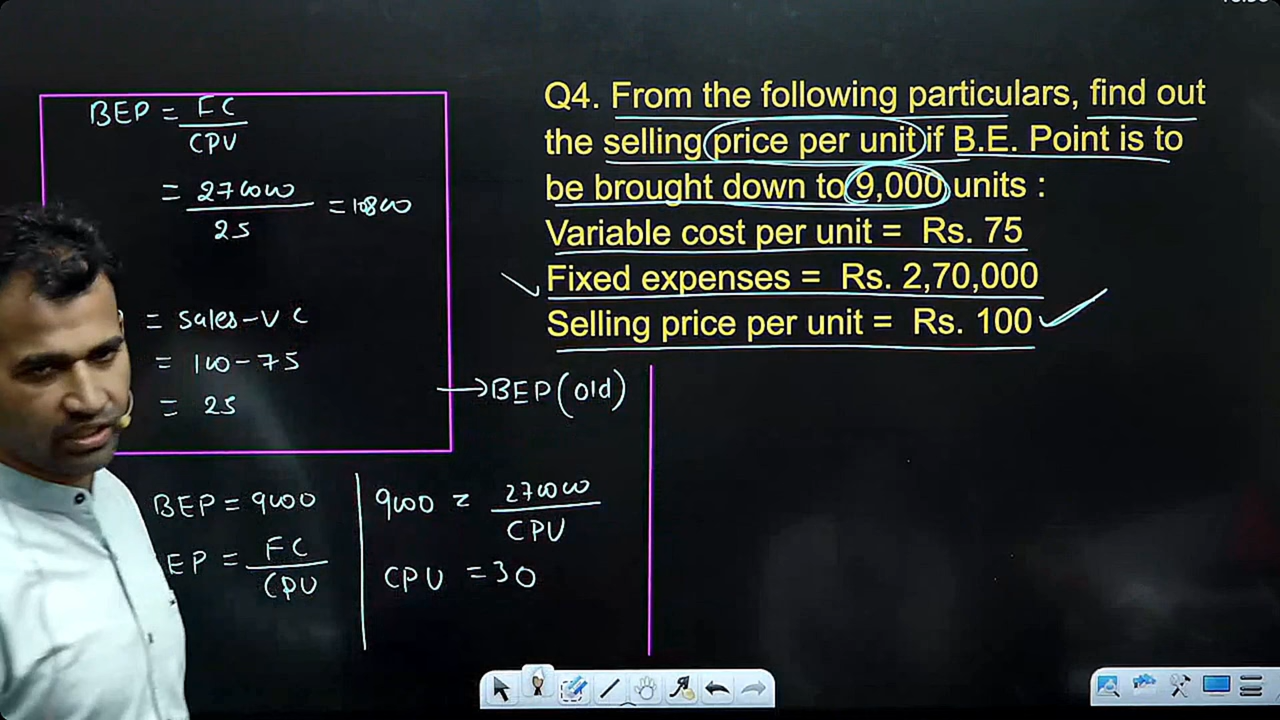 BEP = FC / CPU
= 270000 / 25 = 10800
= Sales - VC
= 100 - 75
= 25
→ BEP (old)
BEP = 9000
EP = FC / CPU
9000 = 270000 / CPU
CPU = 30
Q4. From the following particulars, find out
the selling price per unit if B.E. Point is to
be brought down to 9,000 units :
Variable cost per unit = Rs. 75
Fixed expenses = Rs. 2,70,000
Selling price per unit = Rs. 100